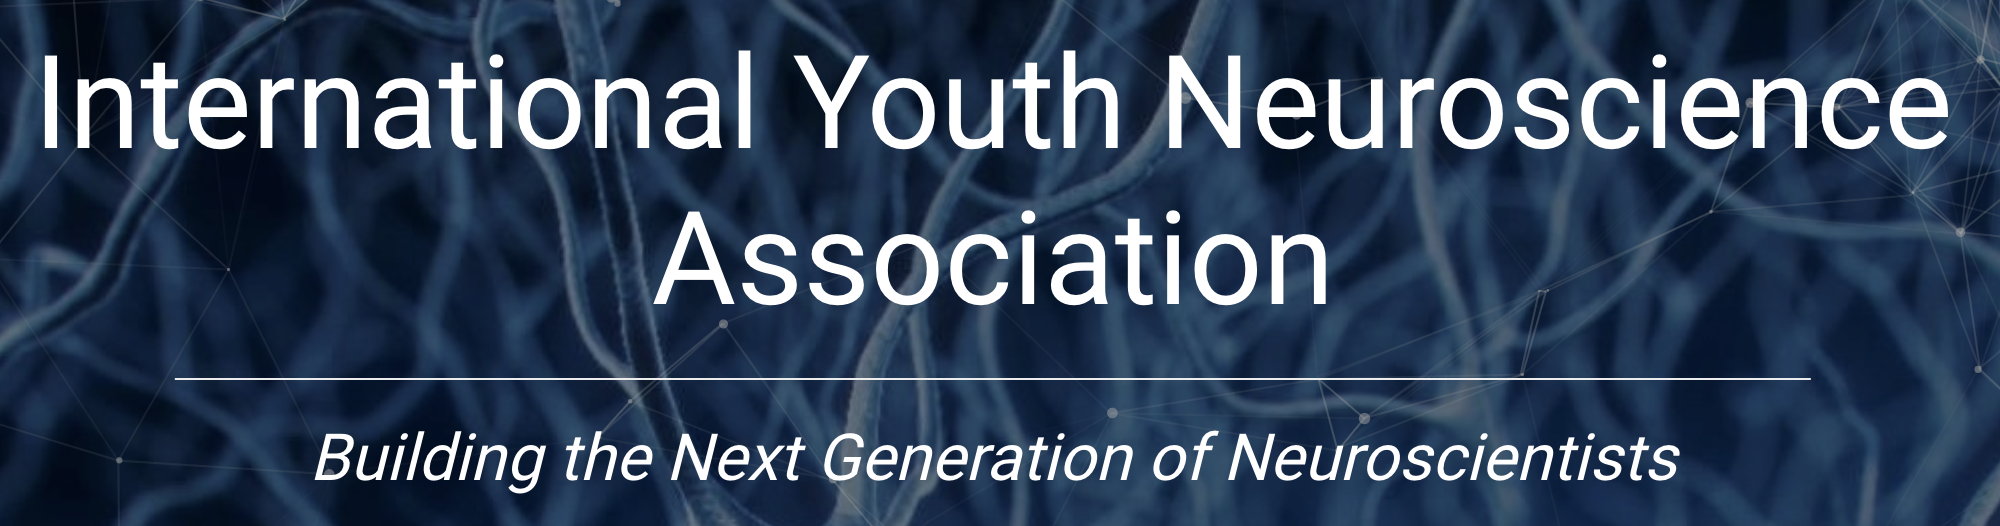 International Youth Neuroscience
Association
Building the Next Generation of Neuroscientists